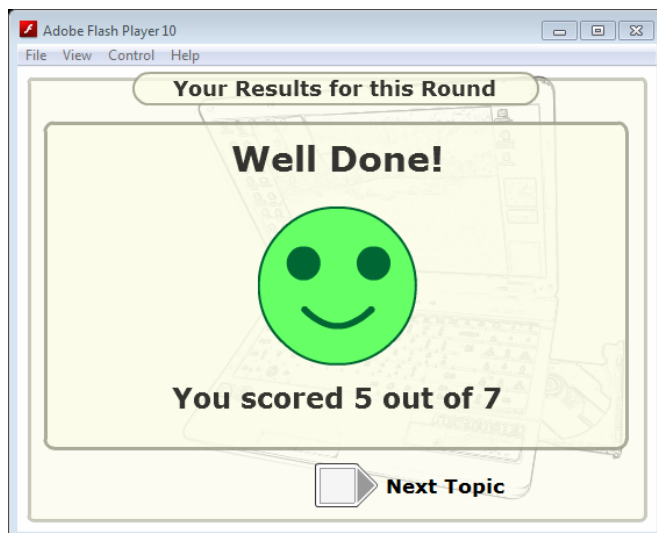 Adobe Flash Player 10
File View Control Help
Your Results for this Round
Well Done!
You scored 5 out of 7
Next Topic